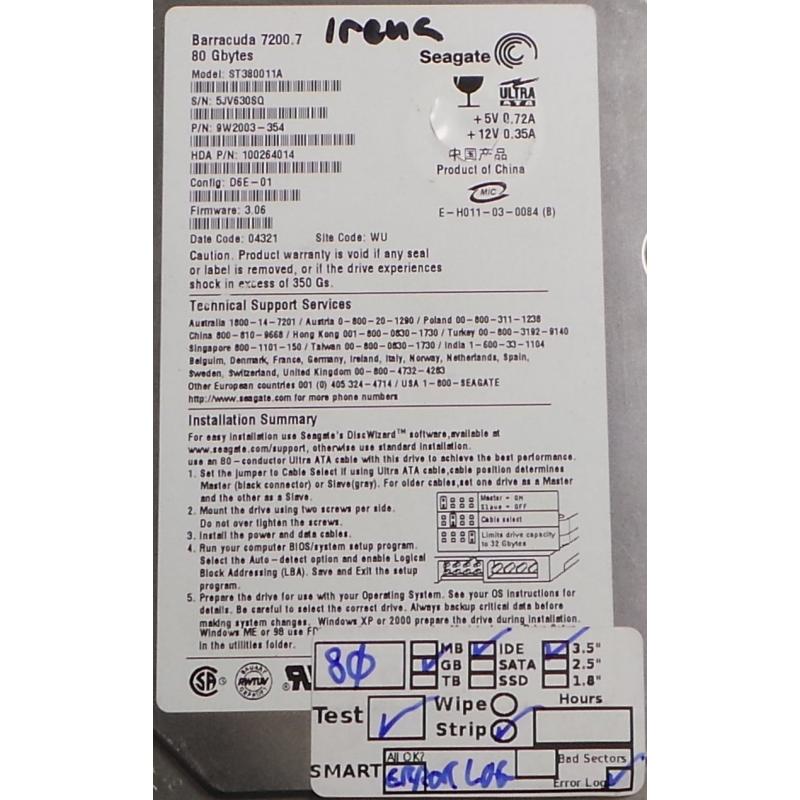 Irena
Barracuda 7200.7
80 Gbytes
Seagate
Model: ST380011A
ULTRA
ATA
S/N: 5JV630SQ
+5V 0.72A
+12V 0.35A
P/N: 9W2003-354
HDA P/N: 100264014
中国产品
Product of China
Config: D6E-01
MIC
Firmware: 3.06
E-H011-03-0084 (B)
Date Code: 04321 Site Code: WU
Caution. Product warranty is void if any seal
or label is removed, or if the drive experiences
shock in excess of 350 Gs.
Technical Support Services
Australia 1800-14-7201 / Austria 0-800-20-1290 / Poland 00-800-311-1238
China 800-810-9668 / Hong Kong 001-800-0830-1730 / Turkey 00-800-3192-9140
Singapore 800-1101-150 / Taiwan 00-800-0830-1730 / India 1-600-33-1104
Belguim, Denmark, France, Germany, Ireland, Italy, Norway, Netherlands, Spain,
Sweden, Switzerland, United Kingdom 00-800-4732-4283
Other European countries 001 (0) 405 324-4714 / USA 1-800-SEAGATE
http://www.seagate.com for more phone numbers
Installation Summary
For easy installation use Seagate's DiscWizard™ software,available at
www.seagate.com/support, otherwise use standard installation.
use an 80-conductor Ultra ATA cable with this drive to achieve the best performance.
1. Set the jumper to Cable Select if using Ultra ATA cable,cable position determines
Master (black connector) or Slave(gray). For older cables,set one drive as a Master
and the other as a Slave.
Master = ON
Slave = OFF
2. Mount the drive using two screws per side.
Do not over tighten the screws.
Cable select
3. Install the power and data cables.
Limits drive capacity
to 32 Gbytes
4. Run your computer BIOS/system setup program.
Select the Auto-detect option and enable Logical
Block Addressing (LBA). Save and Exit the setup
program.
5. Prepare the drive for use with your Operating System. See your OS instructions for
details. Be careful to select the correct drive. Always backup critical data before
making system changes. Windows XP or 2000 prepare the drive during installation.
Windows ME or 98 use
in the utilities folder.
RWTUV
80
MB IDE 3.5"
GB SATA 2.5"
TB SSD 1.8"
Test
Wipe
Strip
Hours
SMART
All OK?
ERROR LOG
Bad Sectors
Error Log